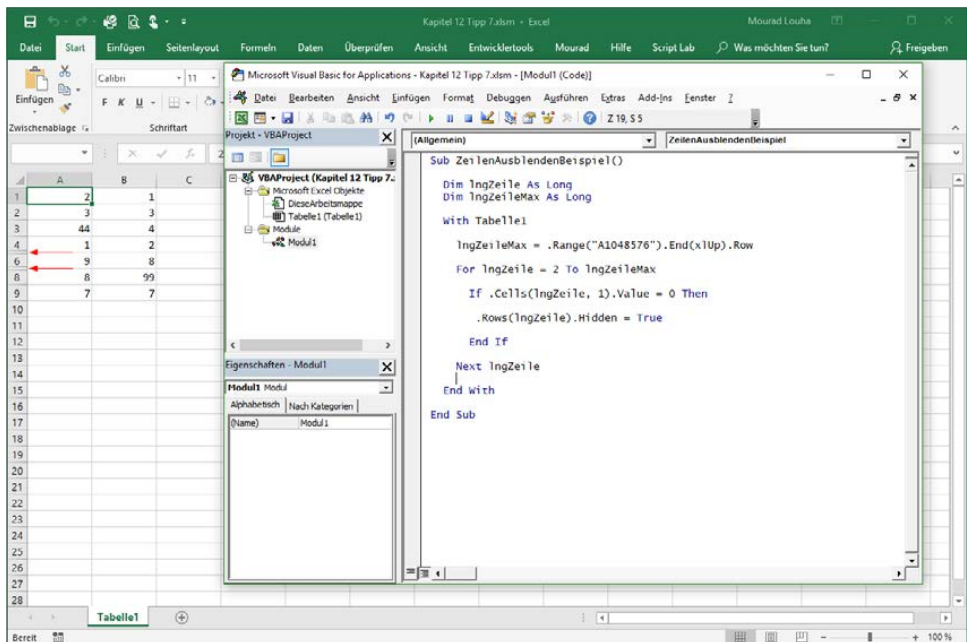 Kapitel 12 Tipp 7.xlsm - Excel
Mourad Louha
Datei Start Einfügen Seitenlayout Formeln Daten Überprüfen Ansicht Entwicklertools Mourad Hilfe Script Lab Was möchten Sie tun? Freigeben
Einfügen
Calibri 11
F K U
Zwischenablage Schriftart
Microsoft Visual Basic for Applications - Kapitel 12 Tipp 7.xlsm - [Modul1 (Code)]
Datei Bearbeiten Ansicht Einfügen Format Debuggen Ausführen Extras Add-Ins Fenster ?
Z 19, S 5
Projekt - VBAProject
VBAProject (Kapitel 12 Tipp 7.
Microsoft Excel Objekte
DieseArbeitsmappe
Tabelle1 (Tabelle1)
Module
Modul1
Eigenschaften - Modul1
Modul1 Modul
Alphabetisch Nach Kategorien
(Name) Modul1
(Allgemein) ZeilenAusblendenBeispiel
Sub ZeilenAusblendenBeispiel()
Dim lngZeile As Long
Dim lngZeileMax As Long
With Tabelle1
lngZeileMax = .Range("A1048576").End(xlUp).Row
For lngZeile = 2 To lngZeileMax
If .Cells(lngZeile, 1).Value = 0 Then
.Rows(lngZeile).Hidden = True
End If
Next lngZeile
End With
End Sub
A B C
1 2 1
2 3 3
3 44 4
4 1 2
6 9 8
8 8 99
9 7 7
10
11
12
13
14
15
16
17
18
19
20
21
22
23
24
25
26
27
28
Tabelle1
Bereit
100 %